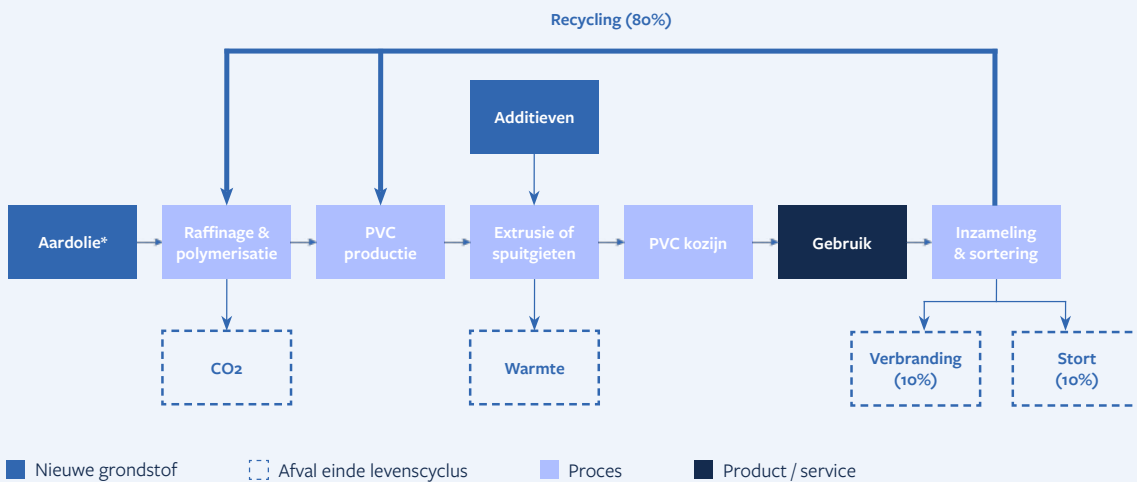 Recycling (80%)
Additieven
Aardolie*
Raffinage &
polymerisatie
PVC
productie
Extrusie of
spuitgieten
PVC kozijn
Gebruik
Inzameling
& sortering
CO2
Warmte
Verbranding
(10%)
Stort
(10%)
Nieuwe grondstof
Afval einde levenscyclus
Proces
Product / service